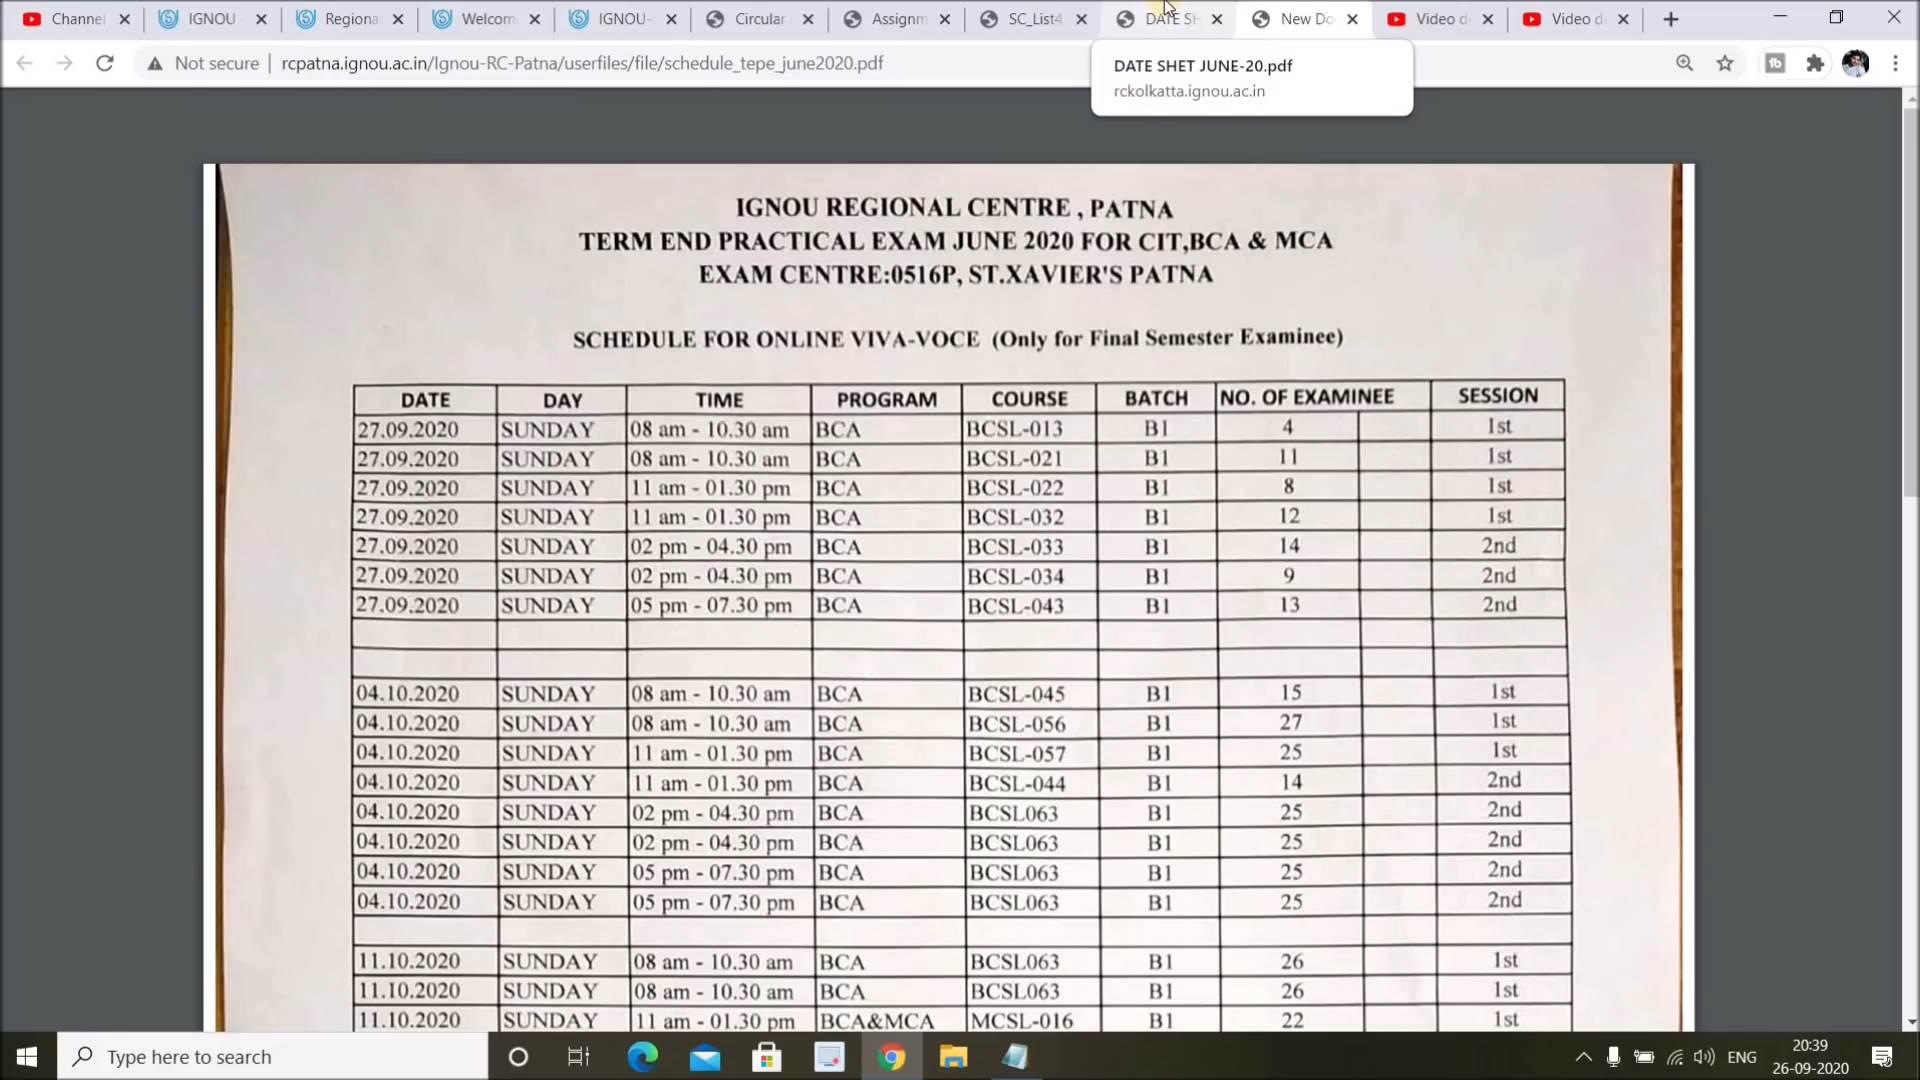 Channel
IGNOU
Regiona
Welcom
IGNOU-
Circular
Assignm
SC_List4
DATE SH
New Do
Video d
Video d
Not secure
rcpatna.ignou.ac.in/Ignou-RC-Patna/userfiles/file/schedule_tepe_june2020.pdf
DATE SHET JUNE-20.pdf
rckolkatta.ignou.ac.in
IGNOU REGIONAL CENTRE , PATNA
TERM END PRACTICAL EXAM JUNE 2020 FOR CIT,BCA & MCA
EXAM CENTRE:0516P, ST.XAVIER'S PATNA
SCHEDULE FOR ONLINE VIVA-VOCE (Only for Final Semester Examinee)
DATE DAY TIME PROGRAM COURSE BATCH NO. OF EXAMINEE SESSION
27.09.2020 SUNDAY 08 am - 10.30 am BCA BCSL-013 B1 4 1st
27.09.2020 SUNDAY 08 am - 10.30 am BCA BCSL-021 B1 11 1st
27.09.2020 SUNDAY 11 am - 01.30 pm BCA BCSL-022 B1 8 1st
27.09.2020 SUNDAY 11 am - 01.30 pm BCA BCSL-032 B1 12 1st
27.09.2020 SUNDAY 02 pm - 04.30 pm BCA BCSL-033 B1 14 2nd
27.09.2020 SUNDAY 02 pm - 04.30 pm BCA BCSL-034 B1 9 2nd
27.09.2020 SUNDAY 05 pm - 07.30 pm BCA BCSL-043 B1 13 2nd
04.10.2020 SUNDAY 08 am - 10.30 am BCA BCSL-045 B1 15 1st
04.10.2020 SUNDAY 08 am - 10.30 am BCA BCSL-056 B1 27 1st
04.10.2020 SUNDAY 11 am - 01.30 pm BCA BCSL-057 B1 25 1st
04.10.2020 SUNDAY 11 am - 01.30 pm BCA BCSL-044 B1 14 2nd
04.10.2020 SUNDAY 02 pm - 04.30 pm BCA BCSL063 B1 25 2nd
04.10.2020 SUNDAY 02 pm - 04.30 pm BCA BCSL063 B1 25 2nd
04.10.2020 SUNDAY 05 pm - 07.30 pm BCA BCSL063 B1 25 2nd
04.10.2020 SUNDAY 05 pm - 07.30 pm BCA BCSL063 B1 25 2nd
11.10.2020 SUNDAY 08 am - 10.30 am BCA BCSL063 B1 26 1st
11.10.2020 SUNDAY 08 am - 10.30 am BCA BCSL063 B1 26 1st
11.10.2020 SUNDAY 11 am - 01.30 pm BCA&MCA MCSL-016 B1 22 1st
Type here to search
ENG
20:39
26-09-2020